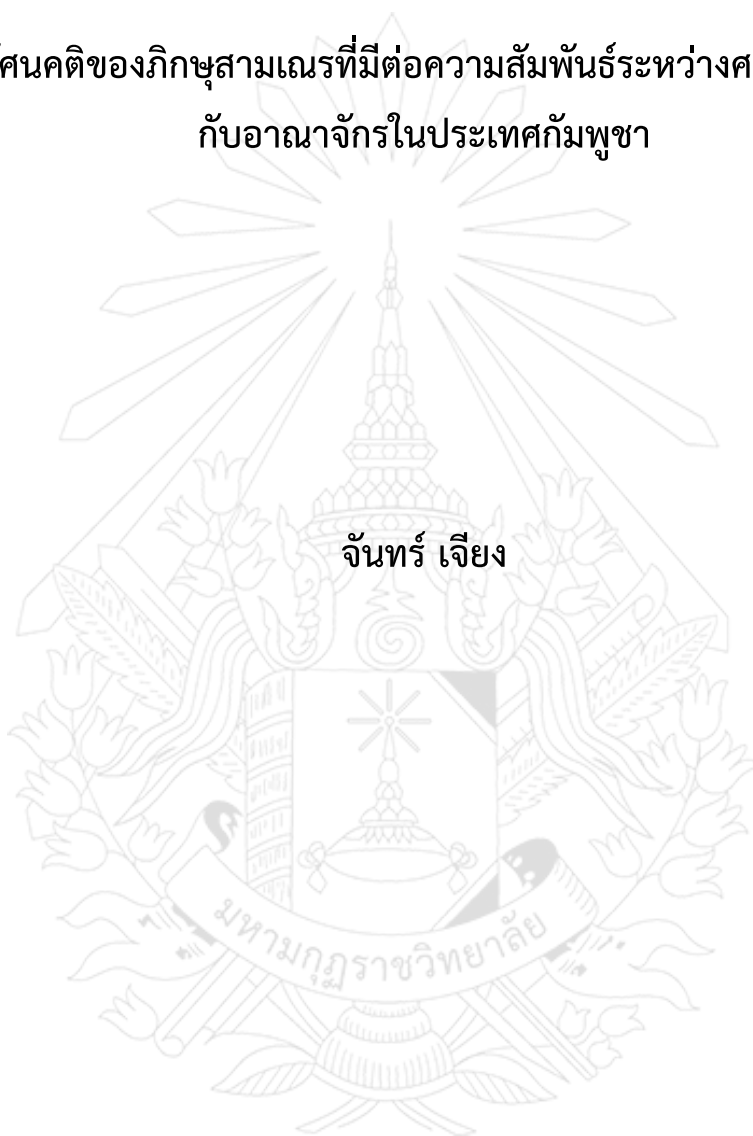 ศนคติของภิกษุสามเณรที่มีต่อความสัมพันธ์ระหว่างศ
กับอาณาจักรในประเทศกัมพูชา
จันทร์ เจียง
มหามกุฏราชวิทยาลัย